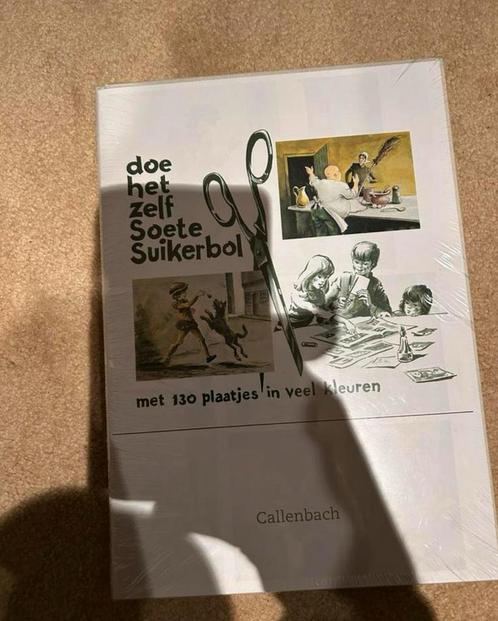 doe
het
zelf
Soete
Suikerbol
met 130 plaatjes in veel kleuren
Callenbach